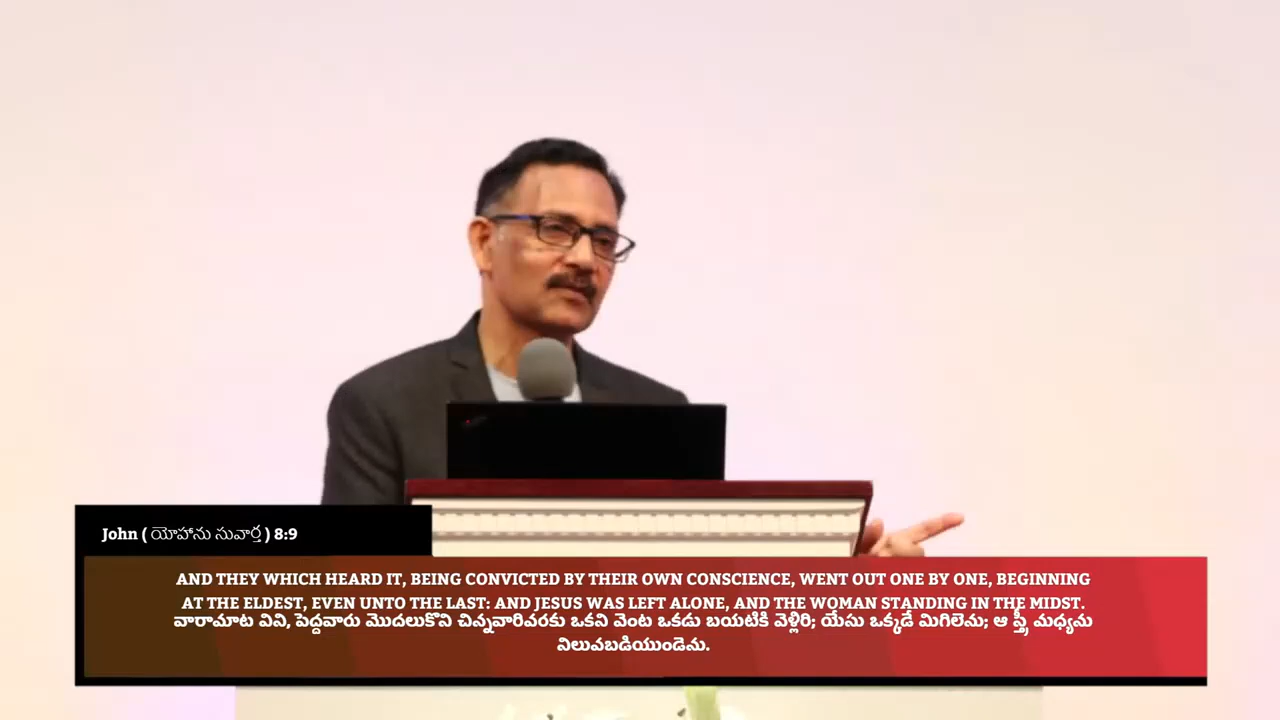 John ( యోహాను సువార్త ) 8:9
AND THEY WHICH HEARD IT, BEING CONVICTED BY THEIR OWN CONSCIENCE, WENT OUT ONE BY ONE, BEGINNING
AT THE ELDEST, EVEN UNTO THE LAST: AND JESUS WAS LEFT ALONE, AND THE WOMAN STANDING IN THE MIDST.
వారామాట విని, పెద్దవారు మొదలుకొని చిన్నవారివరకు ఒకని వెంట ఒకడు బయటికి వెళ్లిరి; యేసు ఒక్కడే మిగిలెను; ఆ స్త్రీ మధ్యను
నిలువబడియుండెను.